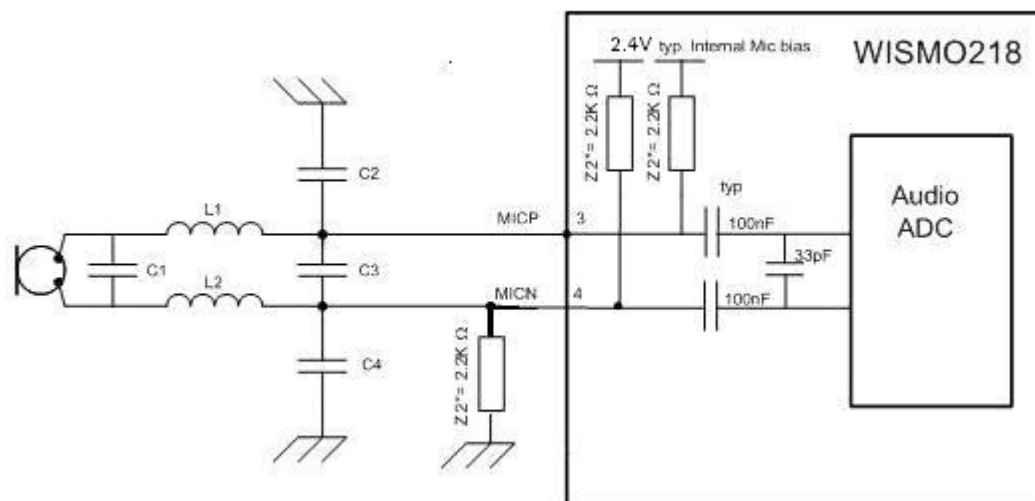 2.4V typ. Internal Mic bias
WISMO218
Z2*= 2.2K Ω
Z2*= 2.2K Ω
C2
typ
Audio
ADC
L1
MICP
3
100nF
C1
C3
33pF
L2
MICN
4
100nF
C4
Z2*= 2.2K Ω